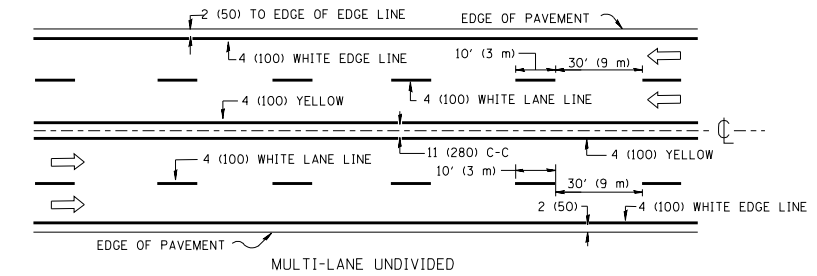 2 (50) TO EDGE OF EDGE LINE
EDGE OF PAVEMENT
4 (100) WHITE EDGE LINE
10' (3 m)
30' (9 m)
4 (100) YELLOW
4 (100) WHITE LANE LINE
℄
4 (100) WHITE LANE LINE
11 (280) C-C
4 (100) YELLOW
10' (3 m)
30' (9 m)
2 (50)
4 (100) WHITE EDGE LINE
EDGE OF PAVEMENT
MULTI-LANE UNDIVIDED